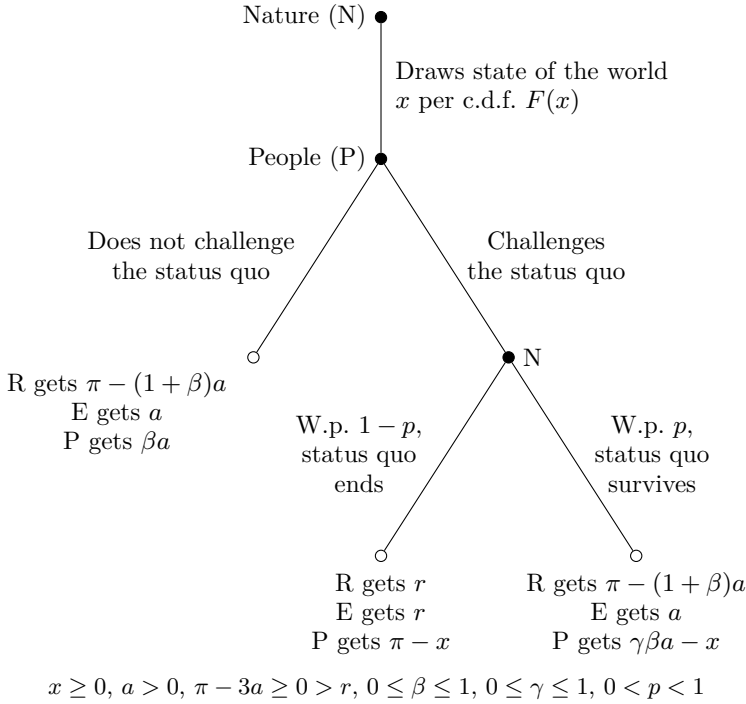 Nature (N)
Draws state of the world
x per c.d.f. F(x)
People (P)
Does not challenge
the status quo
Challenges
the status quo
N
R gets π − (1 + β)a
E gets a
P gets βa
W.p. 1 − p,
status quo
ends
W.p. p,
status quo
survives
R gets r
E gets r
P gets π − x
R gets π − (1 + β)a
E gets a
P gets γβa − x
x ≥ 0, a > 0, π − 3a ≥ 0 > r, 0 ≤ β ≤ 1, 0 ≤ γ ≤ 1, 0 < p < 1